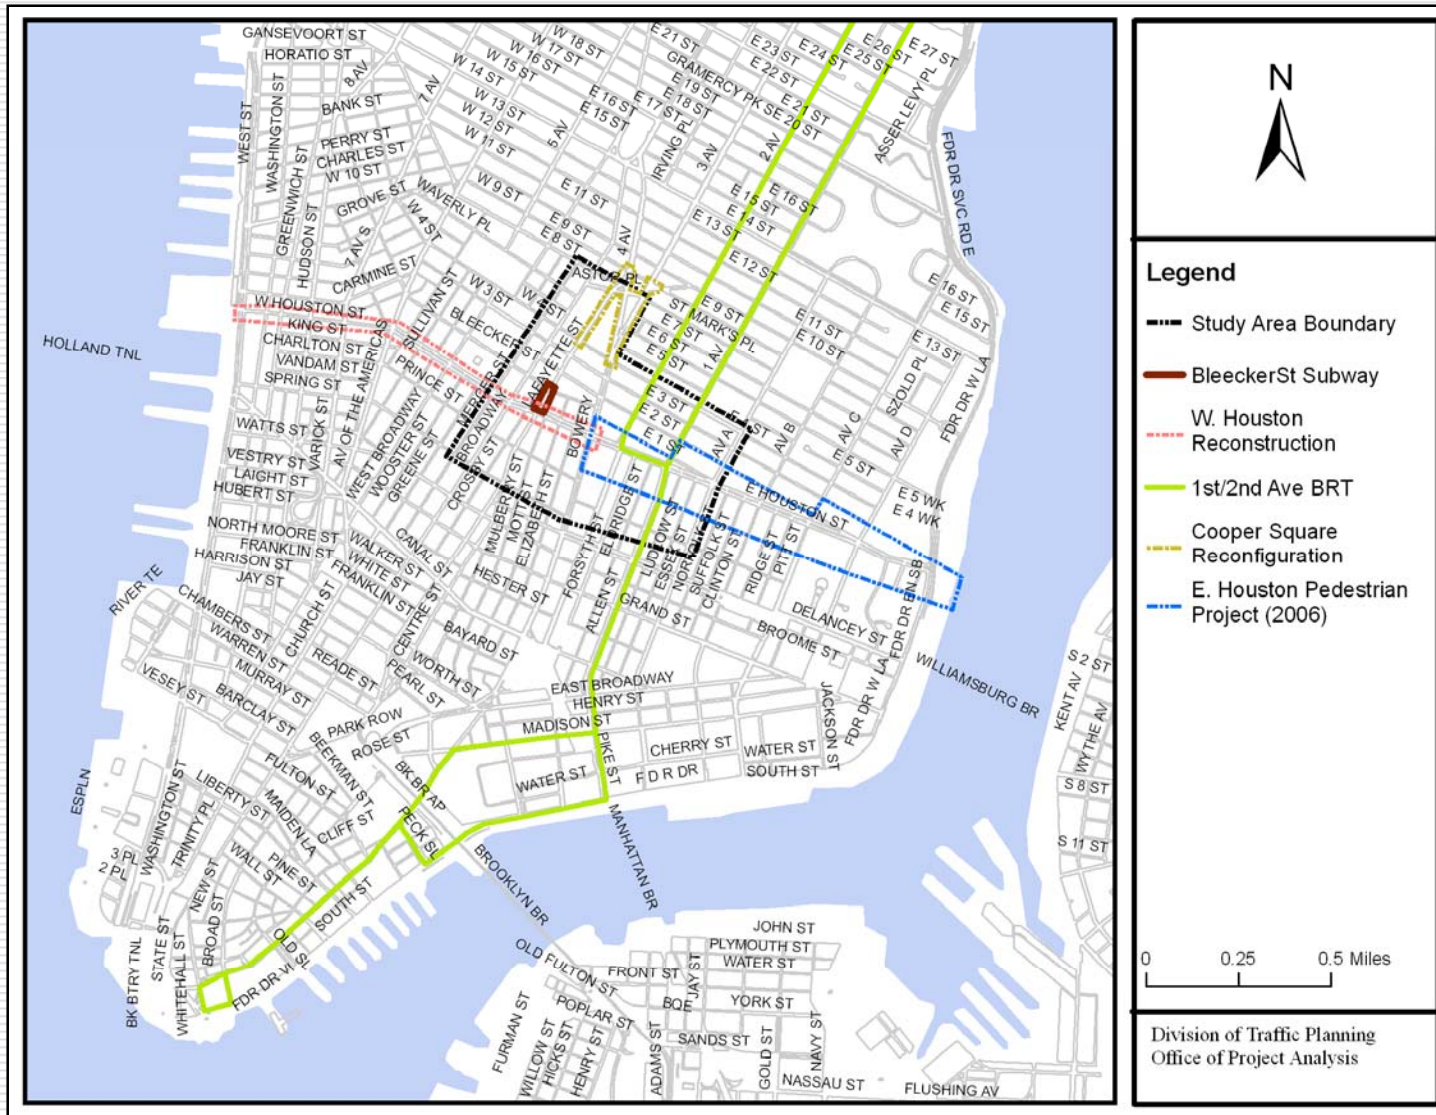 GANSEVOORT ST
HORATIO ST
8 AV
7 AV
W 18 ST
W 17 ST
W 16 ST
W 15 ST
W 14 ST
W 13 ST
W 12 ST
W 11 ST
E 21 ST
GRAMERCY PK SE
E 20 ST
E 19 ST
E 18 ST
E 17 ST
E 16 ST
E 15 ST
E 23 ST
E 22 ST
E 21 ST
E 24 ST
E 25 ST
E 26 ST
E 27 ST
ASSER LEVY PL
FDR DR SVC RD E
WEST ST
WASHINGTON ST
BANK ST
PERRY ST
CHARLES ST
W 10 ST
GREENWICH ST
HUDSON ST
GROVE ST
WAVERLY PL
W 4 ST
7 AV S
CARMINE ST
5 AV
IRVING PL
3 AV
2 AV
W 9 ST
E 11 ST
E 9 ST
E 8 ST
4 AV
E 16 ST
E 15 ST
E 14 ST
E 13 ST
E 12 ST
ASTOR PL
W HOUSTON ST
KING ST
CHARLTON ST
VANDAM ST
SPRING ST
HOLLAND TNL
SULLIVAN ST
W 3 ST
BLEECKER ST
LAFAYETTE ST
ST MARK'S PL
E 9 ST
E 7 ST
E 6 ST
E 5 ST
1 AV
E 11 ST
E 10 ST
E 16 ST
E 15 ST
E 13 ST
SZOLD PL
FDR DR W LA
PRINCE ST
MERCER ST
BROADWAY
BOWERY
E 3 ST
E 2 ST
E 1 ST
AV A
AV B
AV C
AV D
E 5 ST
E 5 WK
E 4 WK
E HOUSTON ST
WATTS ST
VARICK ST
AV OF THE AMERICAS
WEST BROADWAY
WOOSTER ST
GREENE ST
CROSBY ST
VESTRY ST
LAIGHT ST
HUBERT ST
MULBERRY ST
MOTT ST
ELIZABETH ST
FORSYTH ST
ELDRIDGE ST
ALLEN ST
LUDLOW ST
ESSEX ST
NORFOLK ST
SUFFOLK ST
CLINTON ST
RIDGE ST
PITT ST
NORTH MOORE ST
FRANKLIN ST
HARRISON ST
JAY ST
RIVER TE
WALKER ST
WHITE ST
FRANKLIN ST
CANAL ST
HESTER ST
GRAND ST
DELANCEY ST
BROOME ST
FDR DR EN SB
WILLIAMSBURG BR
CHAMBERS ST
WARREN ST
MURRAY ST
CHURCH ST
CENTRE ST
BAYARD ST
WORTH ST
READE ST
PEARL ST
VESEY ST
BARCLAY ST
PARK ROW
ROSE ST
EAST BROADWAY
HENRY ST
MADISON ST
CHERRY ST
WATER ST
SOUTH ST
F D R DR
JACKSON ST
FDR DR W LA
PIKE ST
WATER ST
BEEKMAN ST
BK BR AP
PECK SL
FULTON ST
LIBERTY ST
MAIDEN LA
CLIFF ST
ESPLN
WASHINGTON ST
TRINITY PL
3 PL
2 PL
WALL ST
PINE ST
NEW ST
BROAD ST
SOUTH ST
OLD SL
STATE ST
WHITEHALL ST
BK BTRY TNL
FDR DR VI
BROOKLYN BR
MANHATTAN BR
KENT AV
WYTHE AV
S 2 ST
S 8 ST
S 11 ST
OLD FULTON ST
FRONT ST
JOHN ST
PLYMOUTH ST
WATER ST
JAY ST
BQE
YORK ST
POPLAR ST
FURMAN ST
WILLOW ST
HICKS ST
HENRY ST
ADAMS ST
SANDS ST
GOLD ST
NAVY ST
NASSAU ST
FLUSHING AV
N
Legend
Study Area Boundary
BleeckerSt Subway
W. Houston
Reconstruction
1st/2nd Ave BRT
Cooper Square
Reconfiguration
E. Houston Pedestrian
Project (2006)
0 0.25 0.5 Miles
Division of Traffic Planning
Office of Project Analysis